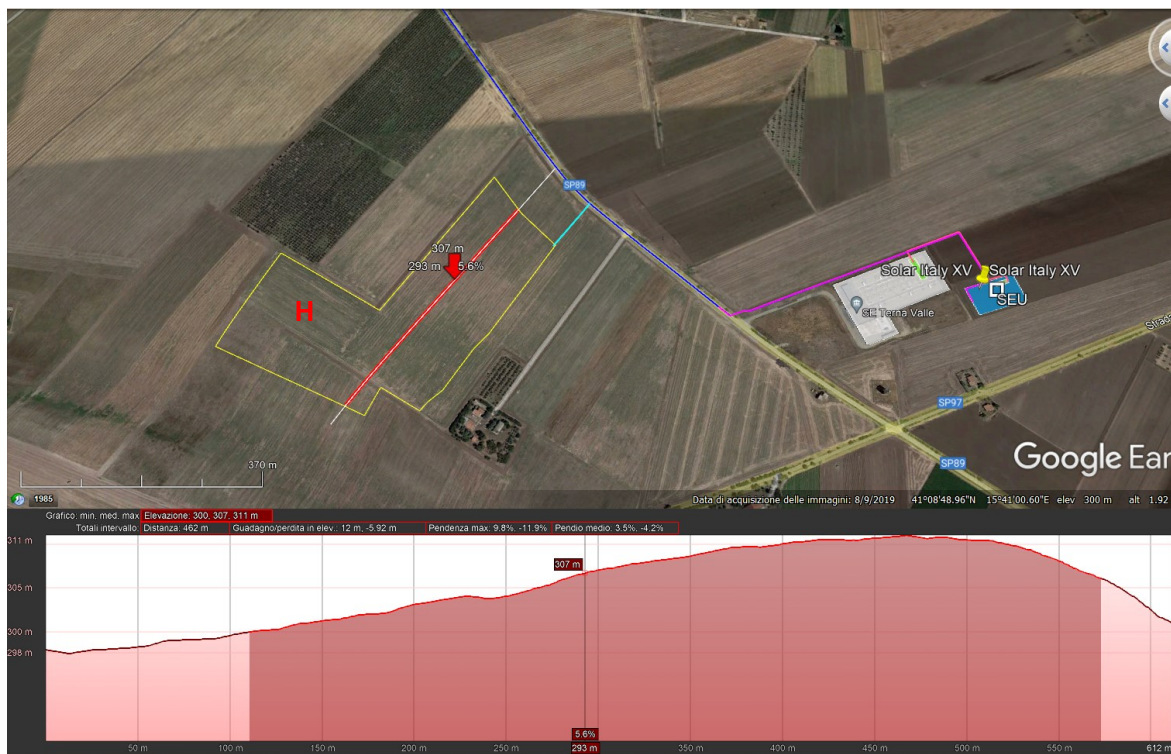 SP89
307 m
293 m 5.6%
H
Solar Italy XV
Solar Italy XV
SEU
SE Terna Valle
Strada
SP97
SP89
370 m
Google Ear
1985
Data di acquisizione delle immagini: 8/9/2019 41°08'48.96"N 15°41'00.60"E elev 300 m alt 1.92
Grafico: min, med, max Elevazione: 300, 307, 311 m
Totali intervallo: Distanza: 462 m Guadagno/perdita in elev.: 12 m, -5.92 m Pendenza max: 9.8%, -11.9% Pendio medio: 3.5%, -4.2%
311 m
307 m
305 m
300 m
298 m
5.6%
50 m 100 m 150 m 200 m 250 m 293 m 350 m 400 m 450 m 500 m 550 m 612 m